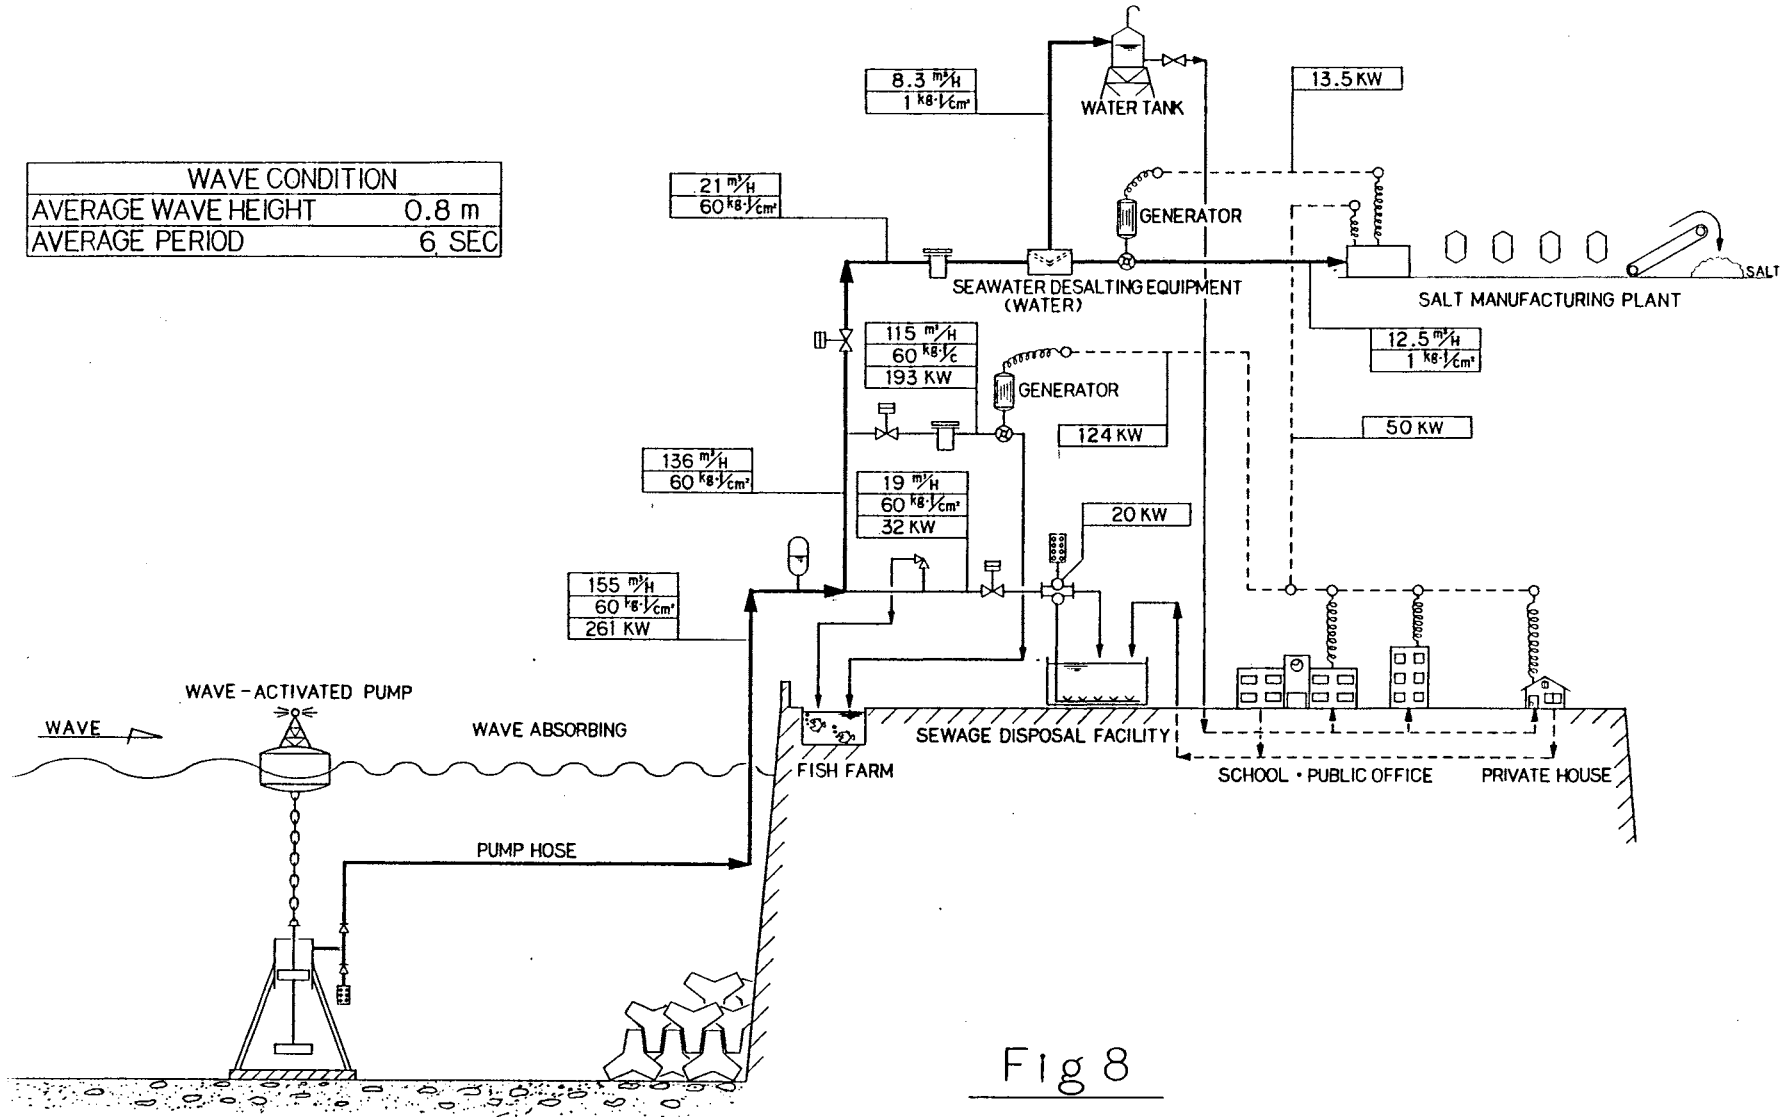 8.3 m³/H
1 kg·f/cm²
WATER TANK
13.5 KW
WAVE CONDITION
AVERAGE WAVE HEIGHT 0.8 m
AVERAGE PERIOD 6 SEC
21 m³/H
60 kg·f/cm²
GENERATOR
SEAWATER DESALTING EQUIPMENT
(WATER)
SALT
SALT MANUFACTURING PLANT
115 m³/H
60 kg·f/c
193 KW
12.5 m³/H
1 kg·f/cm²
GENERATOR
124 KW
50 KW
136 m³/H
60 kg·f/cm²
19 m³/H
60 kg·f/cm²
32 KW
20 KW
155 m³/H
60 kg·f/cm²
261 KW
WAVE-ACTIVATED PUMP
WAVE
WAVE ABSORBING
SEWAGE DISPOSAL FACILITY
FISH FARM
SCHOOL · PUBLIC OFFICE
PRIVATE HOUSE
PUMP HOSE
Fig 8